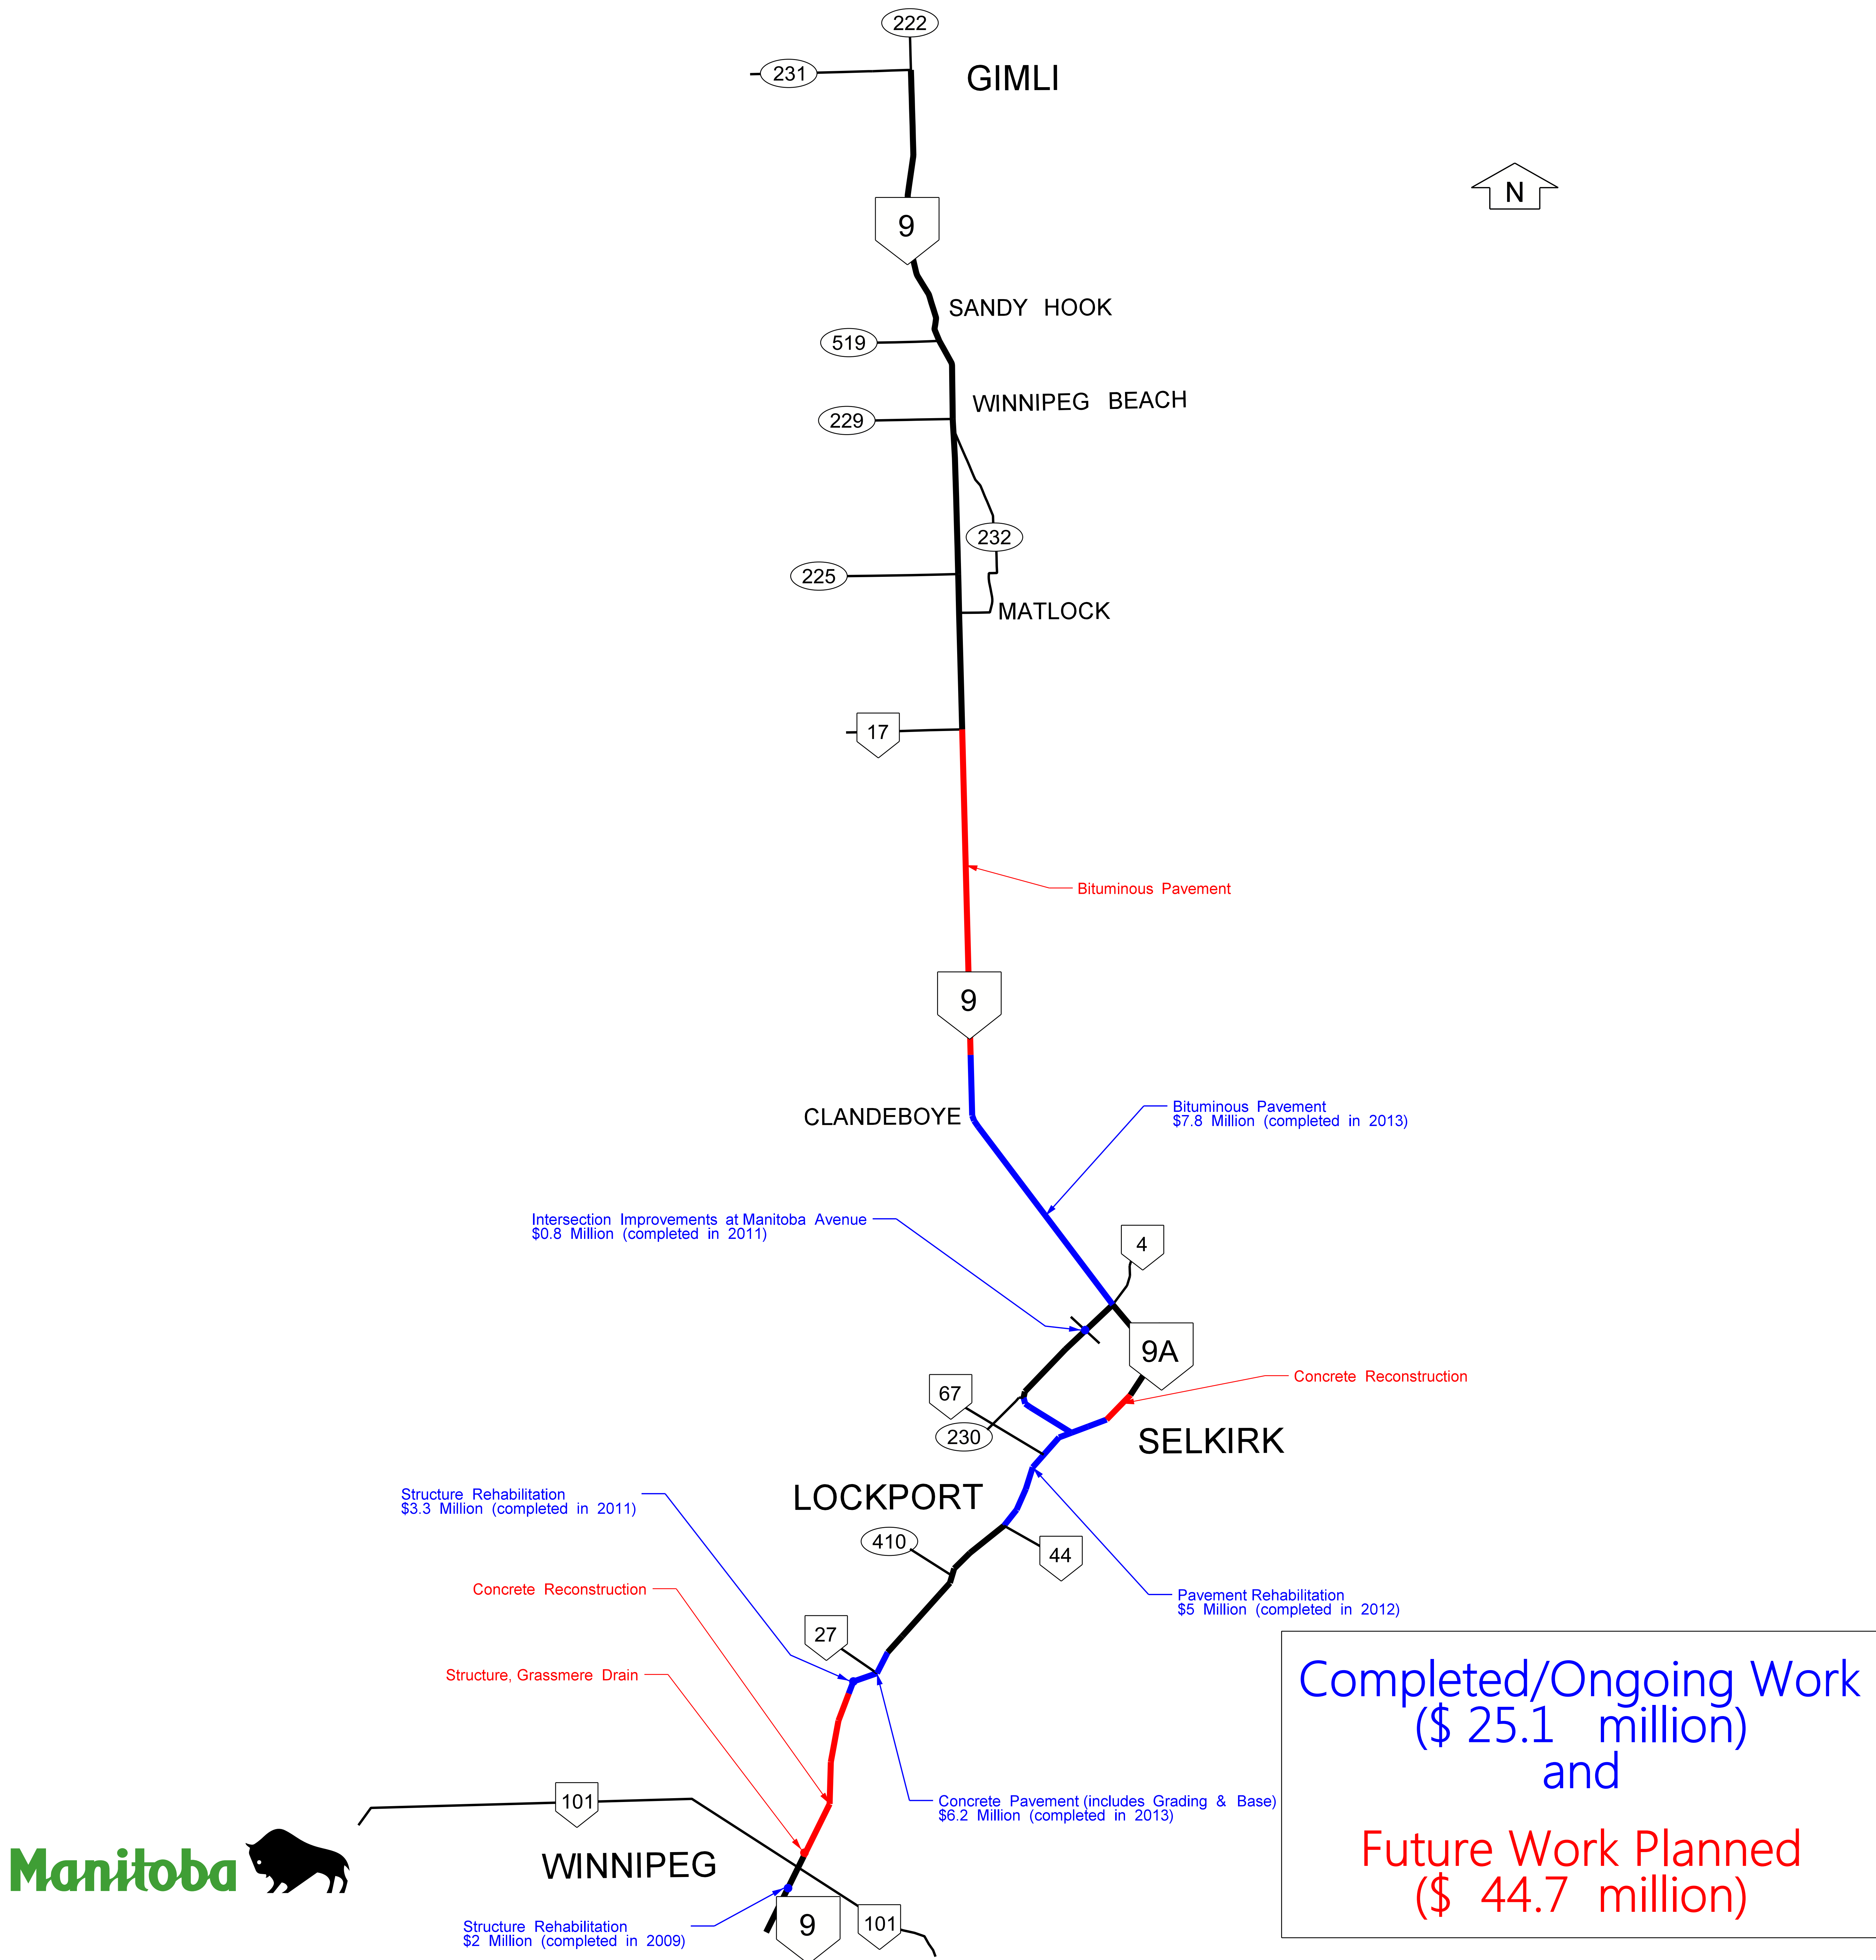 222
231
GIMLI
N
9
SANDY HOOK
519
WINNIPEG BEACH
229
232
225
MATLOCK
17
Bituminous Pavement
9
CLANDEBOYE
Bituminous Pavement
$7.8 Million (completed in 2013)
Intersection Improvements at Manitoba Avenue
$0.8 Million (completed in 2011)
4
9A
Concrete Reconstruction
67
230
SELKIRK
Structure Rehabilitation
$3.3 Million (completed in 2011)
LOCKPORT
410
44
Concrete Reconstruction
Pavement Rehabilitation
$5 Million (completed in 2012)
27
Structure, Grassmere Drain
Completed/Ongoing Work
($ 25.1 million)
and
Future Work Planned
($ 44.7 million)
101
Concrete Pavement (includes Grading & Base)
$6.2 Million (completed in 2013)
Manitoba
WINNIPEG
Structure Rehabilitation
$2 Million (completed in 2009)
9
101